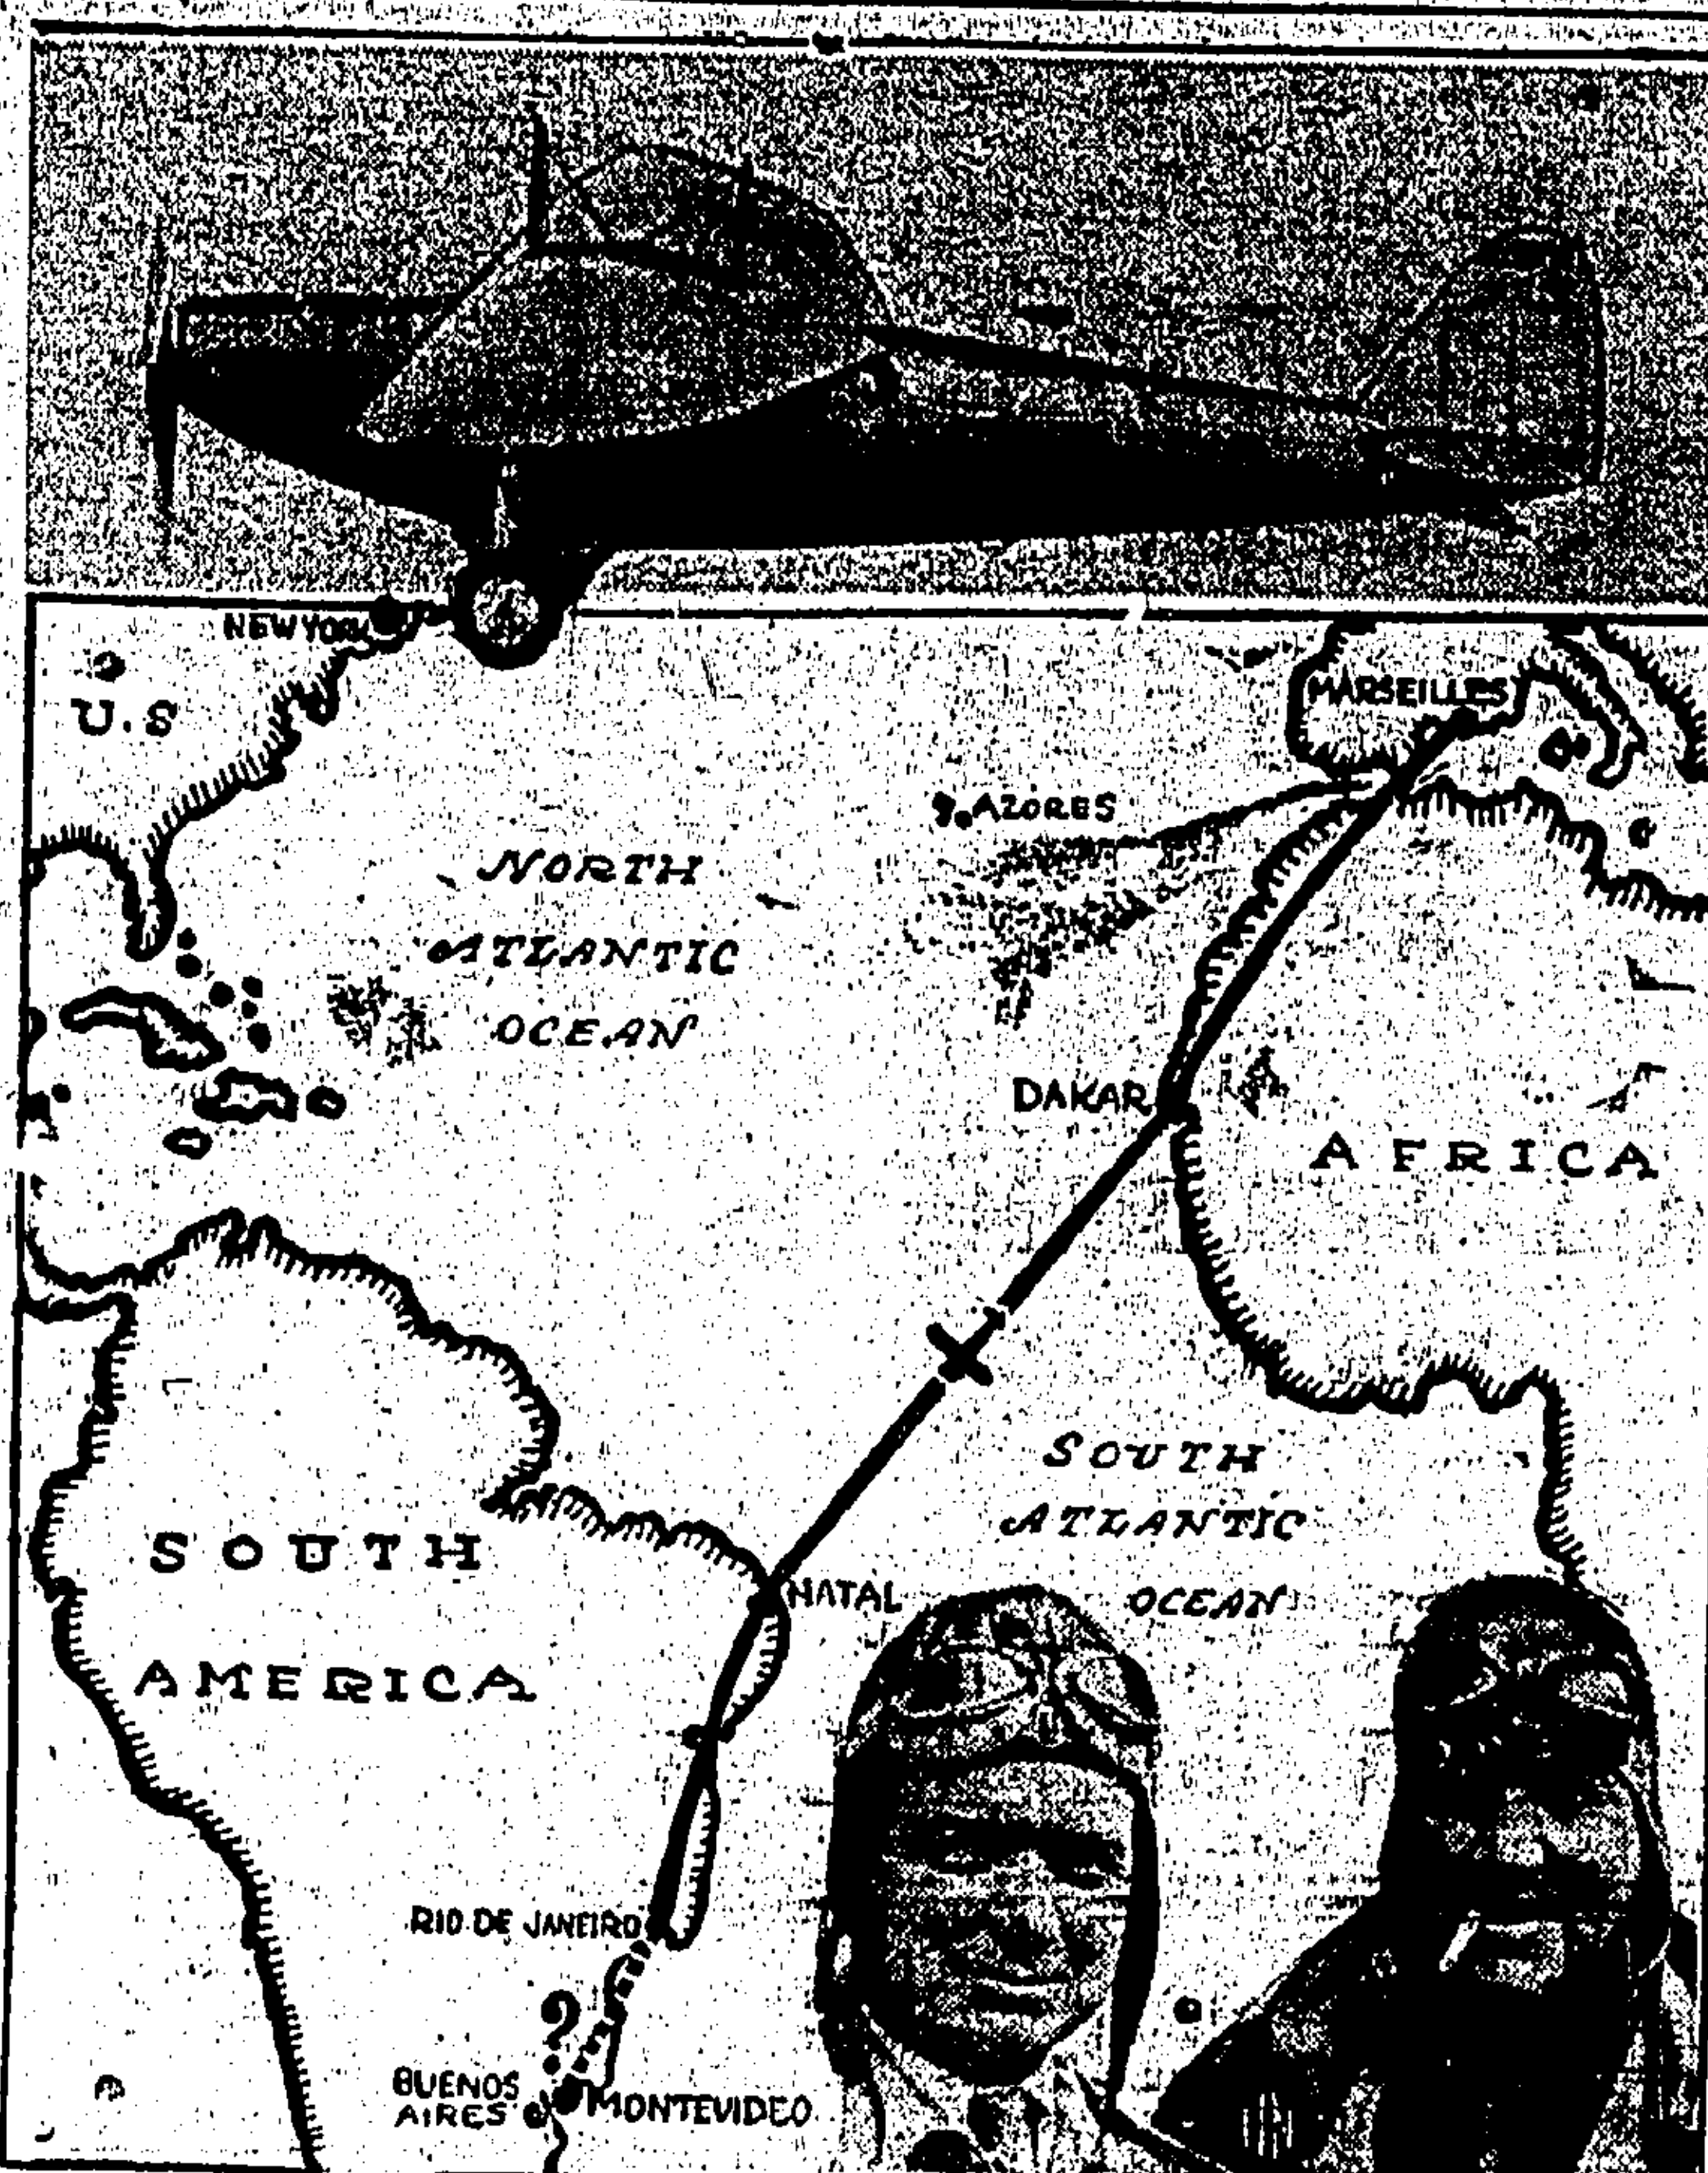 NEW YORK
U.S
MARSEILLES
AZORES
NORTH
ATLANTIC
OCEAN
DAKAR
AFRICA
SOUTH
ATLANTIC
OCEAN
SOUTH
AMERICA
NATAL
RIO DE JANEIRO
?
BUENOS
AIRES
MONTEVIDEO